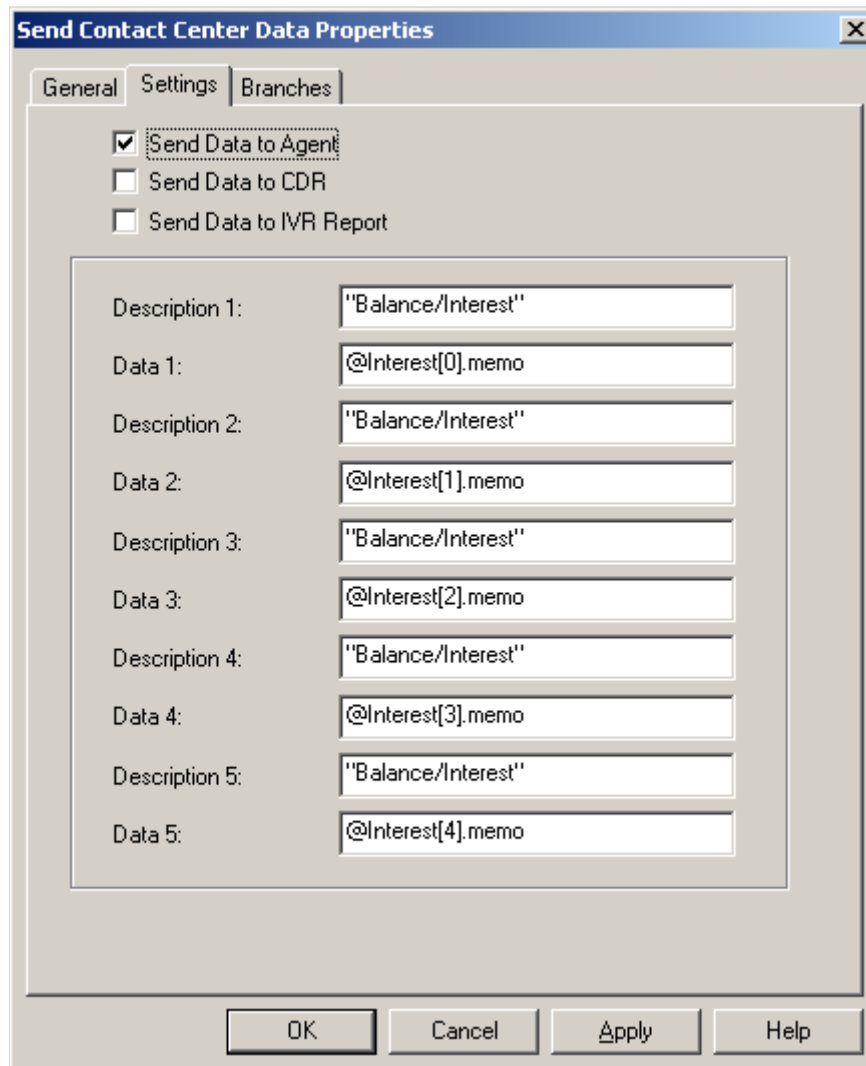 Send Contact Center Data Properties
General Settings Branches
Send Data to Agent
Send Data to CDR
Send Data to IVR Report
Description 1: "Balance/Interest"
Data 1: @Interest[0].memo
Description 2: "Balance/Interest"
Data 2: @Interest[1].memo
Description 3: "Balance/Interest"
Data 3: @Interest[2].memo
Description 4: "Balance/Interest"
Data 4: @Interest[3].memo
Description 5: "Balance/Interest"
Data 5: @Interest[4].memo
OK Cancel Apply Help